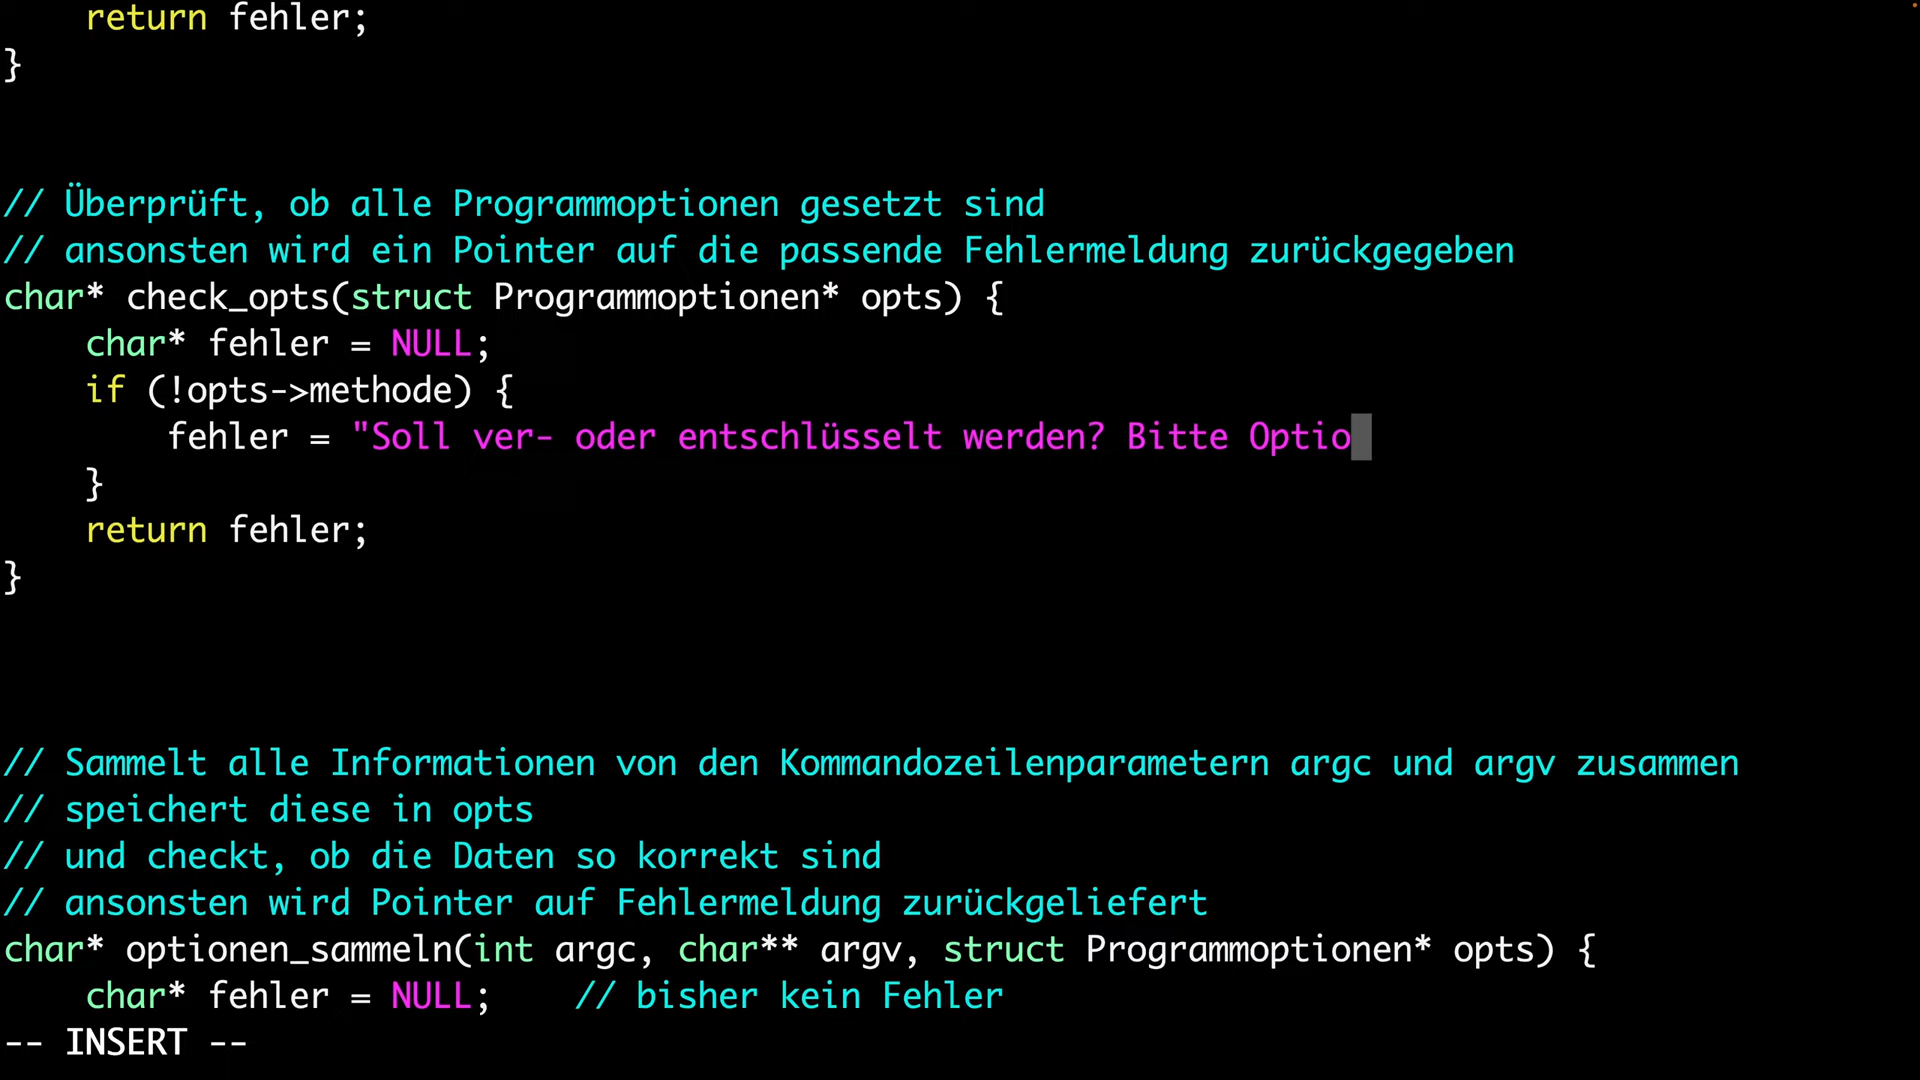 return fehler;
}
// Überprüft, ob alle Programmoptionen gesetzt sind
// ansonsten wird ein Pointer auf die passende Fehlermeldung zurückgegeben
char* check_opts(struct Programmoptionen* opts) {
    char* fehler = NULL;
    if (!opts->methode) {
        fehler = "Soll ver- oder entschlüsselt werden? Bitte Optio
    }
    return fehler;
}
// Sammelt alle Informationen von den Kommandozeilenparametern argc und argv zusammen
// speichert diese in opts
// und checkt, ob die Daten so korrekt sind
// ansonsten wird Pointer auf Fehlermeldung zurückgeliefert
char* optionen_sammeln(int argc, char** argv, struct Programmoptionen* opts) {
    char* fehler = NULL;    // bisher kein Fehler
-- INSERT --